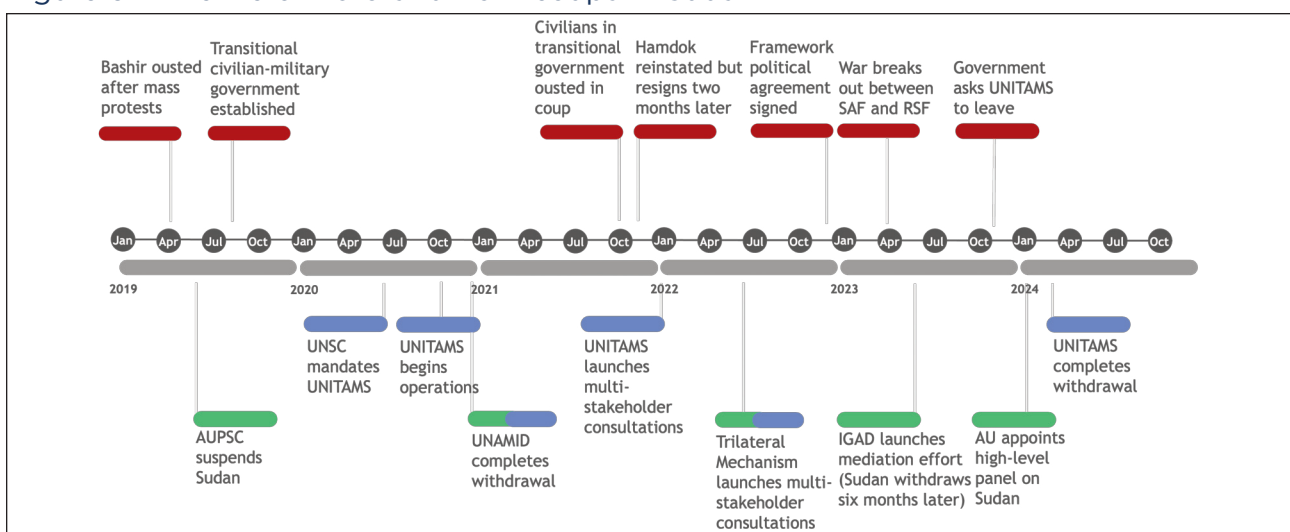 Bashir ousted
after mass
protests
Transitional
civilian-military
government
established
Civilians in
transitional
government
ousted in
coup
Hamdok
reinstated but
resigns two
months later
Framework
political
agreement
signed
War breaks
out between
SAF and RSF
Government
asks UNITAMS
to leave
Jan Apr Jul Oct Jan Apr Jul Oct Jan Apr Jul Oct Jan Apr Jul Oct Jan Apr Jul Oct Jan Apr Jul Oct
2019 2020 2021 2022 2023 2024
UNSC
mandates
UNITAMS
UNITAMS
begins
operations
UNITAMS
launches
multi-
stakeholder
consultations
UNITAMS
completes
withdrawal
AUPSC
suspends
Sudan
UNAMID
completes
withdrawal
Trilateral
Mechanism
launches multi-
stakeholder
consultations
IGAD launches
mediation effort
(Sudan withdraws
six months later)
AU appoints
high-level
panel on
Sudan